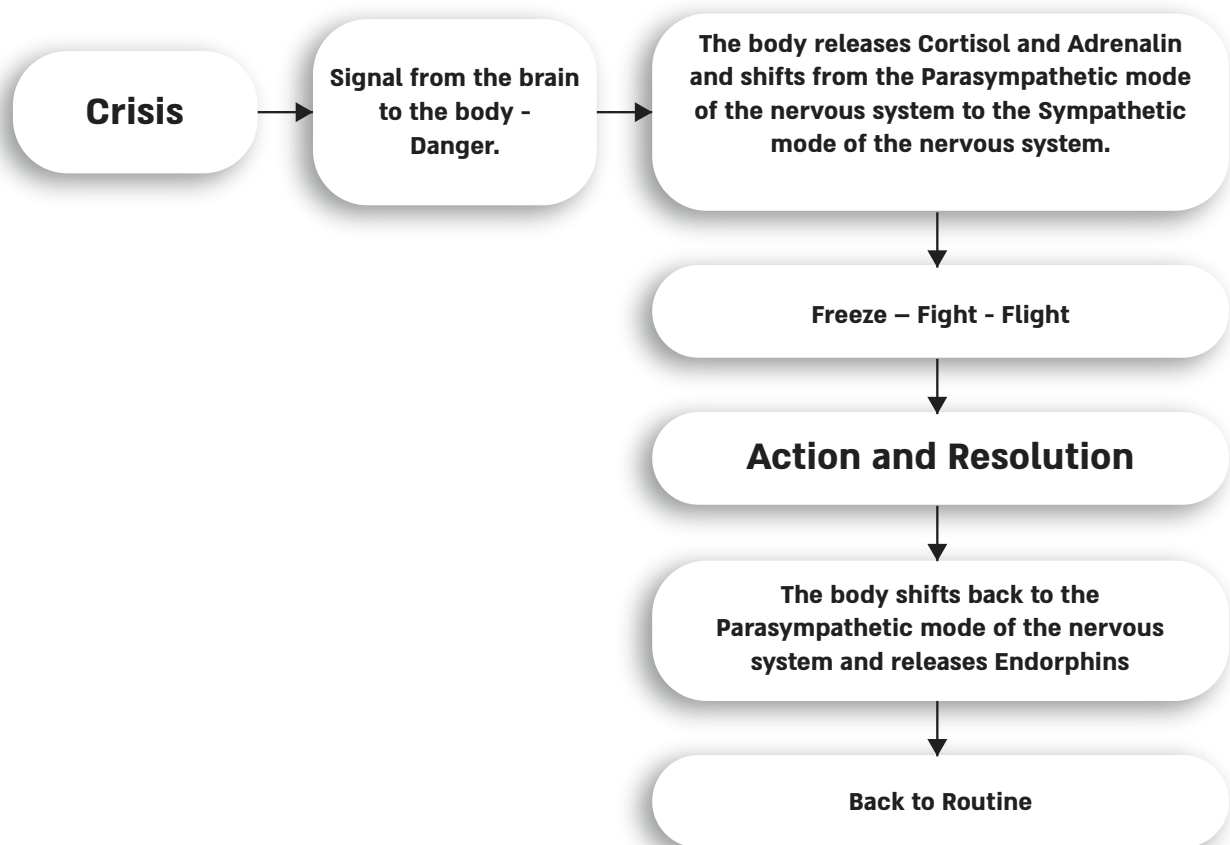 Crisis
Signal from the brain
to the body -
Danger.
The body releases Cortisol and Adrenalin
and shifts from the Parasympathetic mode
of the nervous system to the Sympathetic
mode of the nervous system.
Freeze – Fight - Flight
Action and Resolution
The body shifts back to the
Parasympathetic mode of the nervous
system and releases Endorphins
Back to Routine